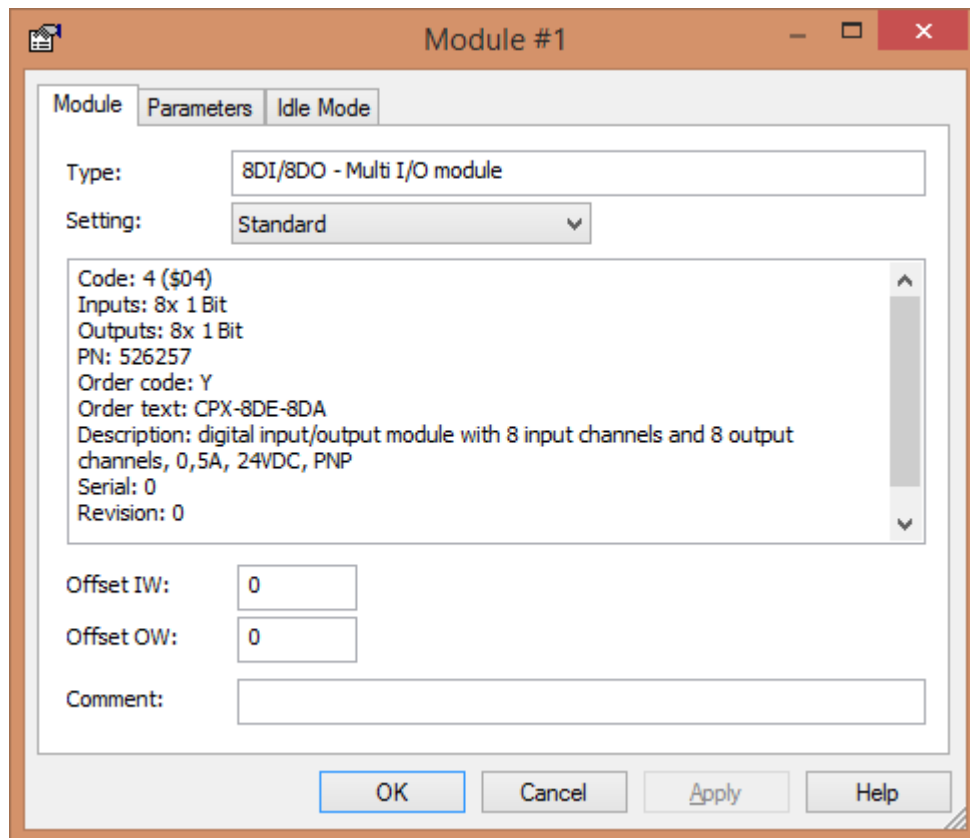 Module #1
Module Parameters Idle Mode
Type: 8DI/8DO - Multi I/O module
Setting: Standard
Code: 4 ($04)
Inputs: 8x 1 Bit
Outputs: 8x 1 Bit
PN: 526257
Order code: Y
Order text: CPX-8DE-8DA
Description: digital input/output module with 8 input channels and 8 output
channels, 0,5A, 24VDC, PNP
Serial: 0
Revision: 0
Offset IW: 0
Offset OW: 0
Comment:
OK Cancel Apply Help